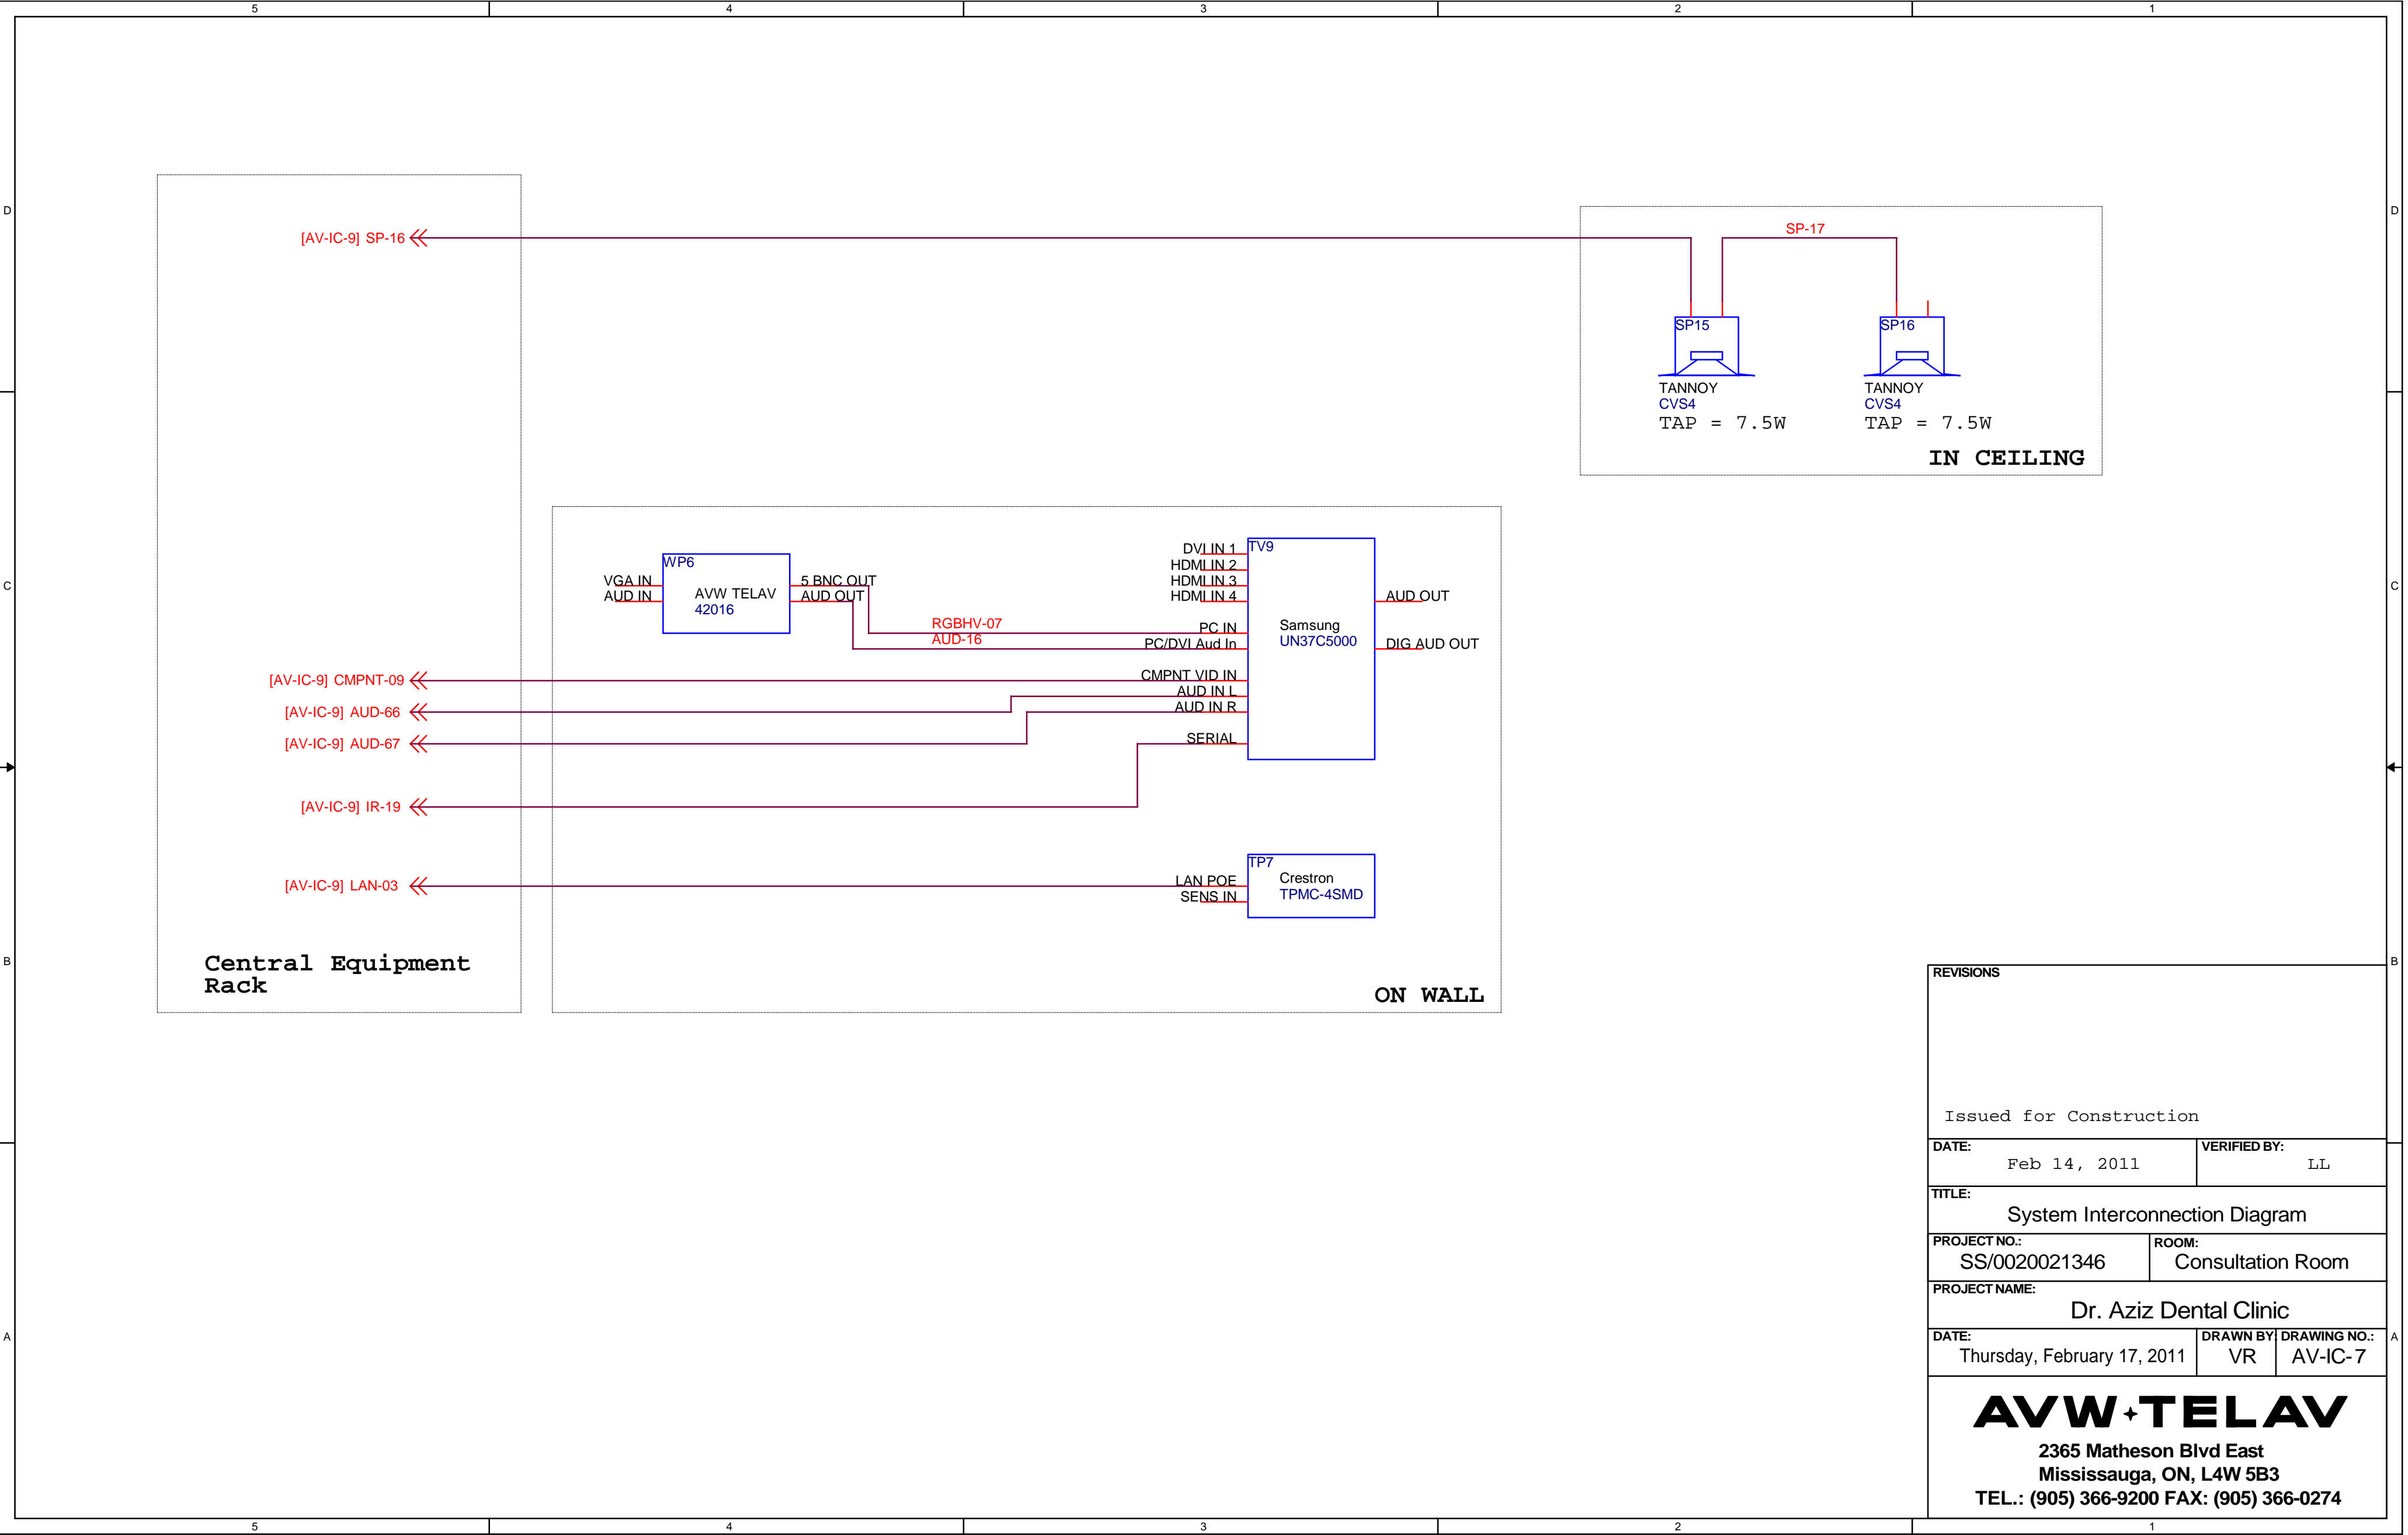 5 4 3 2 1
D D
[AV-IC-9] SP-16
SP-17
SP15 SP16
TANNOY TANNOY
CVS4 CVS4
TAP = 7.5W TAP = 7.5W
IN CEILING
C C
WP6
VGA IN
AUD IN
AVW TELAV
42016
5 BNC OUT
AUD OUT
RGBHV-07
AUD-16
DVI IN 1
HDMI IN 2
HDMI IN 3
HDMI IN 4
PC IN
PC/DVI Aud In
CMPNT VID IN
AUD IN L
AUD IN R
SERIAL
TV9
Samsung
UN37C5000
AUD OUT
DIG AUD OUT
[AV-IC-9] CMPNT-09
[AV-IC-9] AUD-66
[AV-IC-9] AUD-67
[AV-IC-9] IR-19
[AV-IC-9] LAN-03
LAN POE
SENS IN
TP7
Crestron
TPMC-4SMD
Central Equipment
Rack
ON WALL
B B
REVISIONS
Issued for Construction
DATE: VERIFIED BY:
Feb 14, 2011 LL
TITLE:
System Interconnection Diagram
PROJECT NO.: ROOM:
SS/0020021346 Consultation Room
PROJECT NAME:
Dr. Aziz Dental Clinic
A A
DATE: DRAWN BY: DRAWING NO.:
Thursday, February 17, 2011 VR AV-IC-7
AVW TELAV
2365 Matheson Blvd East
Mississauga, ON, L4W 5B3
TEL.: (905) 366-9200 FAX: (905) 366-0274
5 4 3 2 1